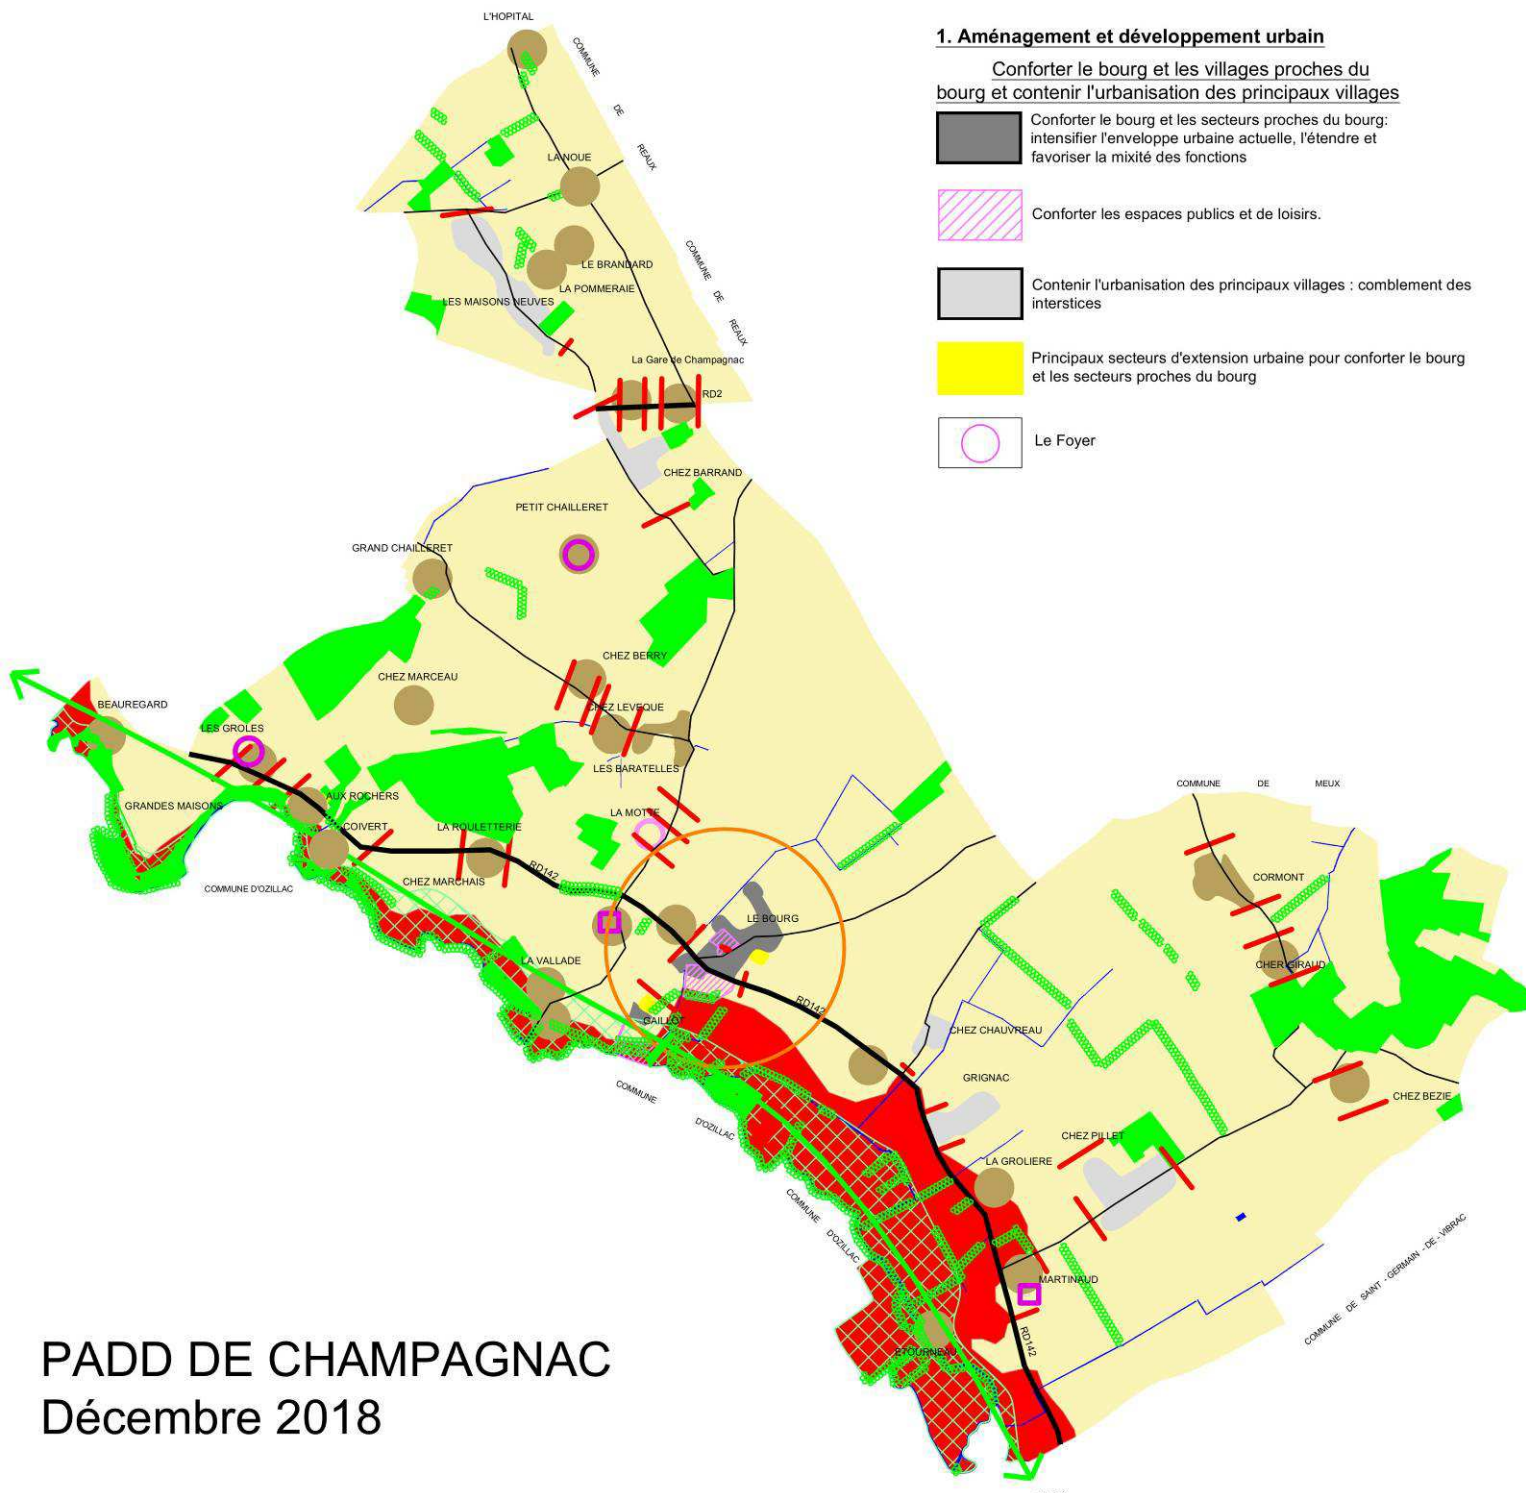 L'HOPITAL
COMMUNE DE REAUX
LA NOUE
LE BRANDARD
LA POMMERAIE
LES MAISONS NEUVES
COMMUNE DE REAUX
La Gare de Champagnac
RD2
CHEZ BARRAND
PETIT CHAILLERET
GRAND CHAILLERET
CHEZ BERRY
CHEZ MARCEAU
CHEZ LEVEQUE
BEAUREGARD
LES GROLES
LES BARATELLES
GRANDES MAISONS
AUX ROCHERS
LA MOTTE
COIVERT
LA ROULETTERIE
RD142
CHEZ MARCHAIS
COMMUNE D'OZILLAC
LE BOURG
LA VALLADE
GAILLOT
RD142
COMMUNE D'OZILLAC
COMMUNE DE MEUX
CORMONT
CHER GIRAUD
CHEZ CHAUVREAU
GRIGNAC
CHEZ BEZIE
CHEZ PILLET
LA GROLIERE
COMMUNE D'OZILLAC
MARTINAUD
RD142
ETOURNEAU
COMMUNE DE SAINT - GERMAIN - DE - VIBRAC
1. Aménagement et développement urbain
Conforter le bourg et les villages proches du
bourg et contenir l'urbanisation des principaux villages
Conforter le bourg et les secteurs proches du bourg:
intensifier l'enveloppe urbaine actuelle, l'étendre et
favoriser la mixité des fonctions
Conforter les espaces publics et de loisirs.
Contenir l'urbanisation des principaux villages : comblement des
interstices
Principaux secteurs d'extension urbaine pour conforter le bourg
et les secteurs proches du bourg
Le Foyer
PADD DE CHAMPAGNAC
Décembre 2018